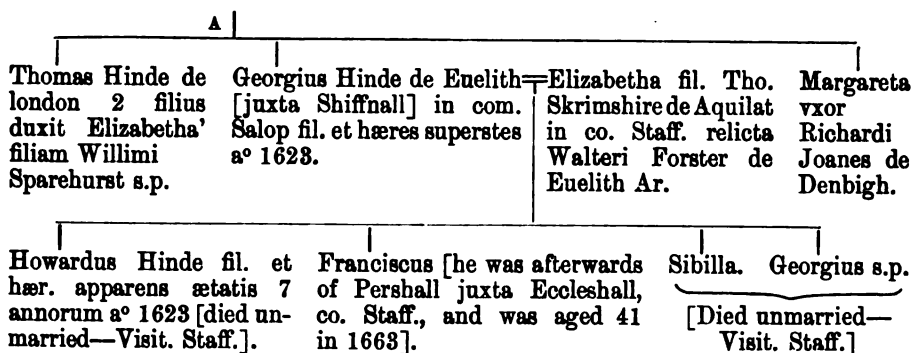 A
Thomas Hinde de
london 2 filius
duxit Elizabetha'
filiam Willimi
Sparehurst s.p.
Georgius Hinde de Euelith
[juxta Shiffnall] in com.
Salop fil. et hæres superstes
aº 1623.
Elizabetha fil. Tho.
Skrimshire de Aquilat
in co. Staff. relicta
Walteri Forster de
Euelith Ar.
Margareta
vxor
Richardi
Joanes de
Denbigh.
Howardus Hinde fil. et
hær. apparens ætatis 7
annorum aº 1623 [died un-
married—Visit. Staff.].
Franciscus [he was afterwards
of Pershall juxta Eccleshall,
co. Staff., and was aged 41
in 1663].
Sibilla. Georgius s.p.
[Died unmarried—
Visit. Staff.]